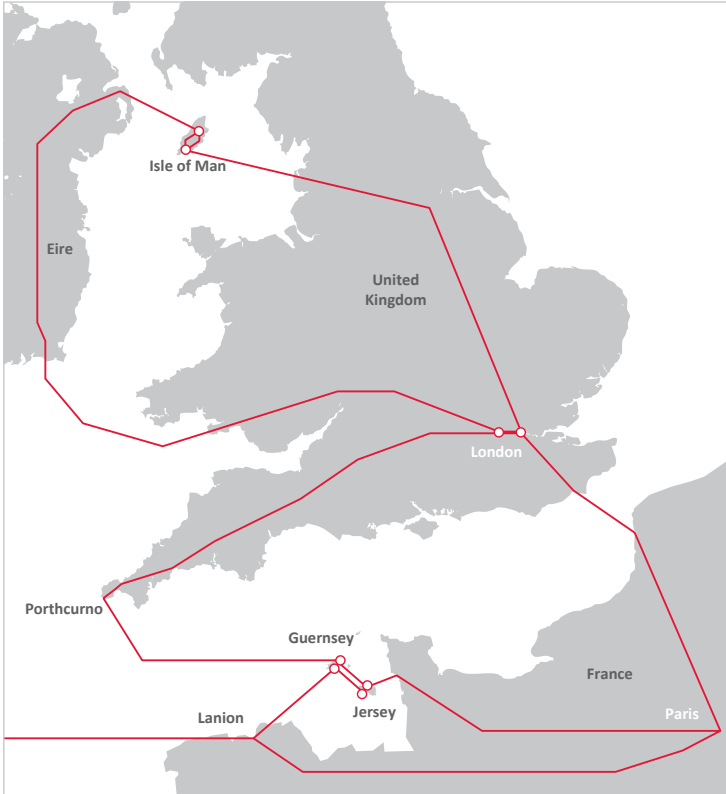 Isle of Man
Eire
United
Kingdom
London
Porthcurno
Guernsey
Jersey
Lanion
France
Paris